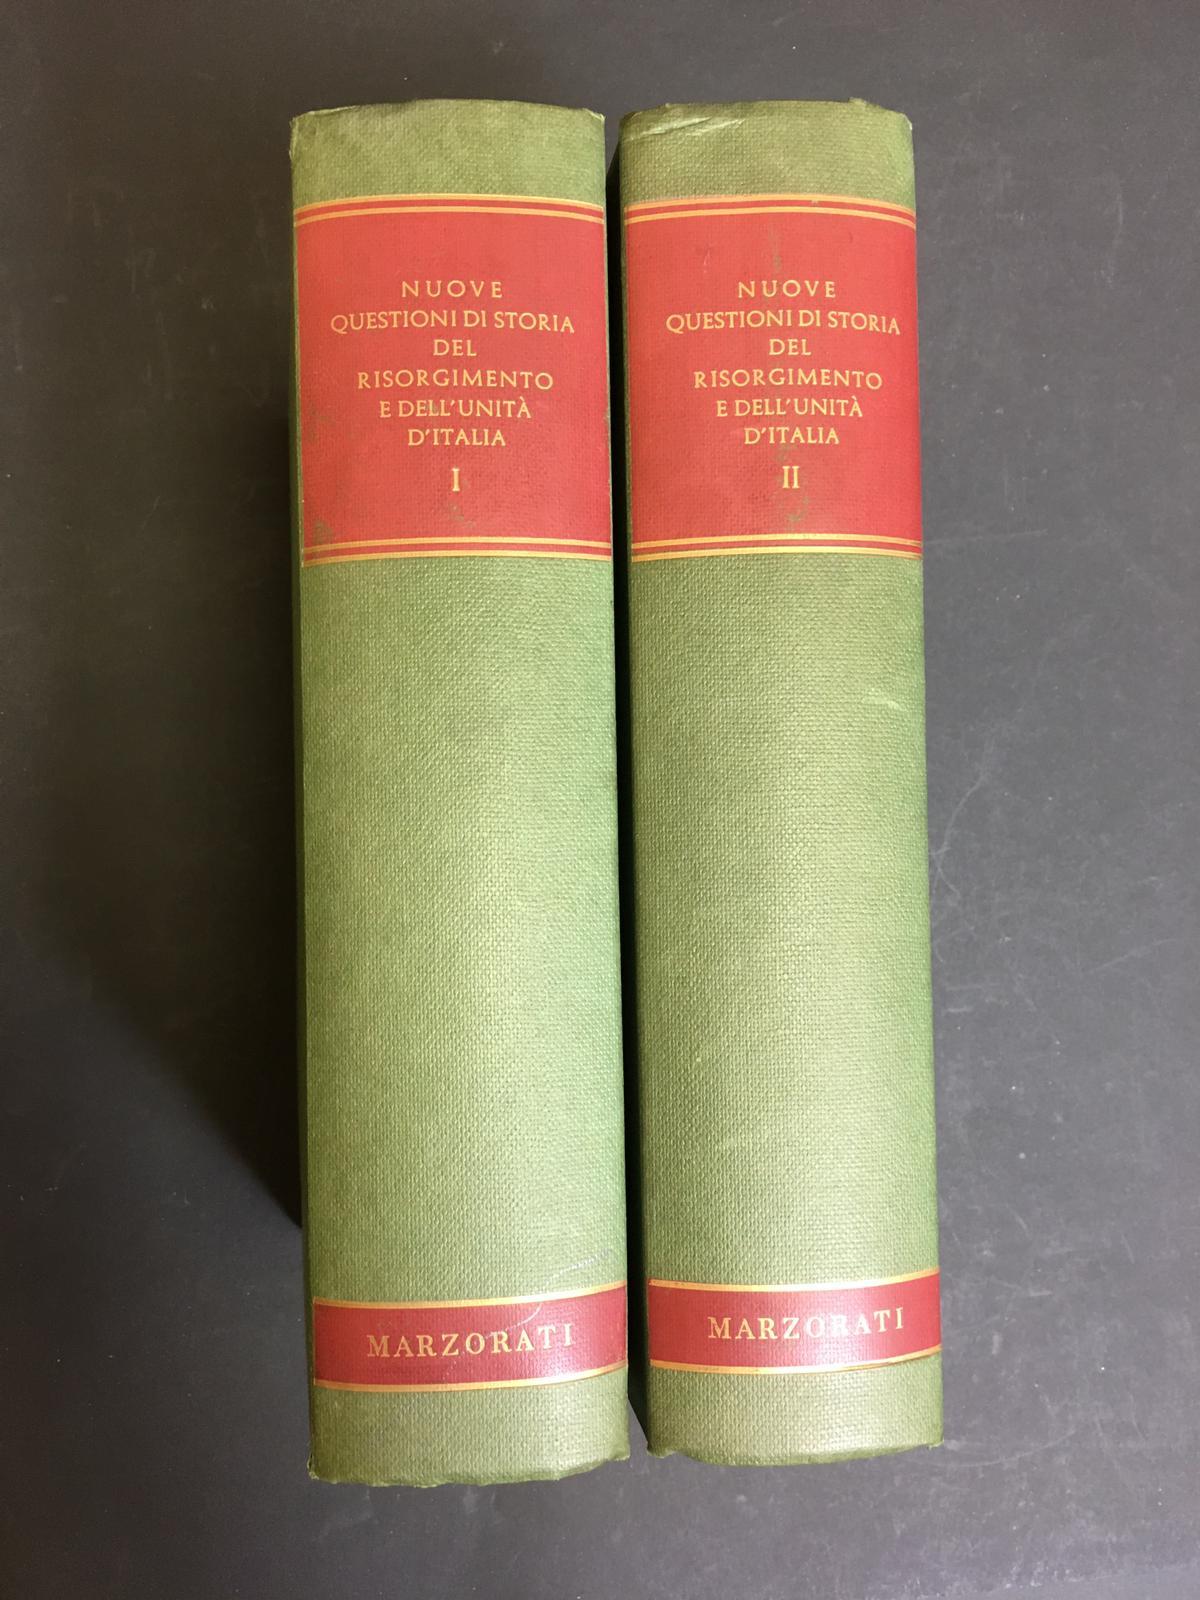 NUOVE
QUESTIONI DI STORIA
DEL
RISORGIMENTO
E DELL'UNITÀ
D'ITALIA
I
MARZORATI
NUOVE
QUESTIONI DI STORIA
DEL
RISORGIMENTO
E DELL'UNITÀ
D'ITALIA
II
MARZORATI